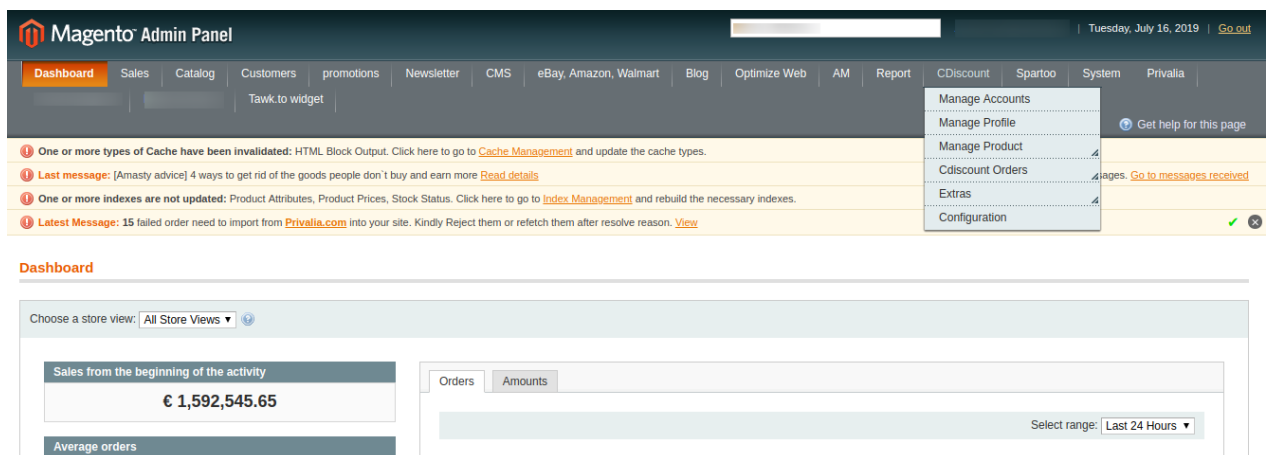 Magento Admin Panel
Tuesday, July 16, 2019 | Go out
Dashboard Sales Catalog Customers promotions Newsletter CMS eBay, Amazon, Walmart Blog Optimize Web AM Report CDiscount Spartoo System Privalia
Tawk.to widget
Manage Accounts
Manage Profile
Manage Product
Cdiscount Orders
Extras
Configuration
Get help for this page
One or more types of Cache have been invalidated: HTML Block Output. Click here to go to Cache Management and update the cache types.
Last message: [Amasty advice] 4 ways to get rid of the goods people don`t buy and earn more Read details
ages. Go to messages received
One or more indexes are not updated: Product Attributes, Product Prices, Stock Status. Click here to go to Index Management and rebuild the necessary indexes.
Latest Message: 15 failed order need to import from Privalia.com into your site. Kindly Reject them or refetch them after resolve reason. View
Dashboard
Choose a store view: All Store Views
Sales from the beginning of the activity
€ 1,592,545.65
Average orders
Orders Amounts
Select range: Last 24 Hours